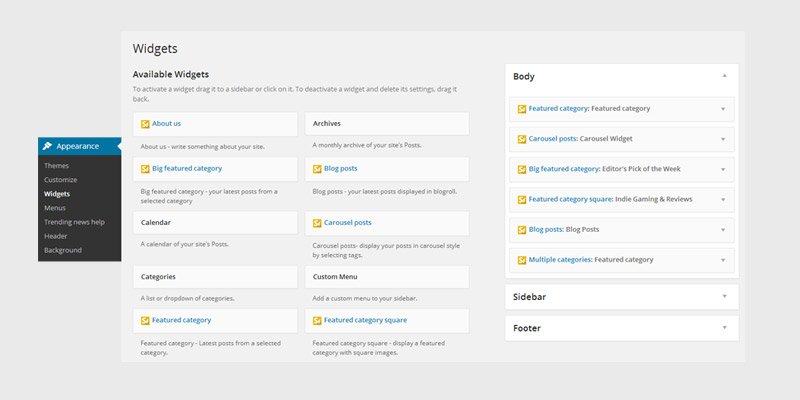 Appearance
Themes
Customize
Widgets
Menus
Trending news help
Header
Background
Widgets
Available Widgets
To activate a widget drag it to a sidebar or click on it. To deactivate a widget and delete its settings, drag it
back.
About us
Archives
About us - write something about your site.
A monthly archive of your site's Posts.
Big featured category
Blog posts
Big featured category - your latest posts from a
selected category
Blog posts - your latest posts displayed in blogroll.
Calendar
Carousel posts
A calendar of your site's Posts.
Carousel posts- display your posts in carousel style
by selecting tags.
Categories
Custom Menu
A list or dropdown of categories.
Add a custom menu to your sidebar.
Featured category
Featured category square
Featured category - Latest posts from a selected
category.
Featured category square - display a featured
category with square images.
Body
Featured category: Featured category
Carousel posts: Carousel Widget
Big featured category: Editor's Pick of the Week
Featured category square: Indie Gaming & Reviews
Blog posts: Blog Posts
Multiple categories: Featured category
Sidebar
Footer